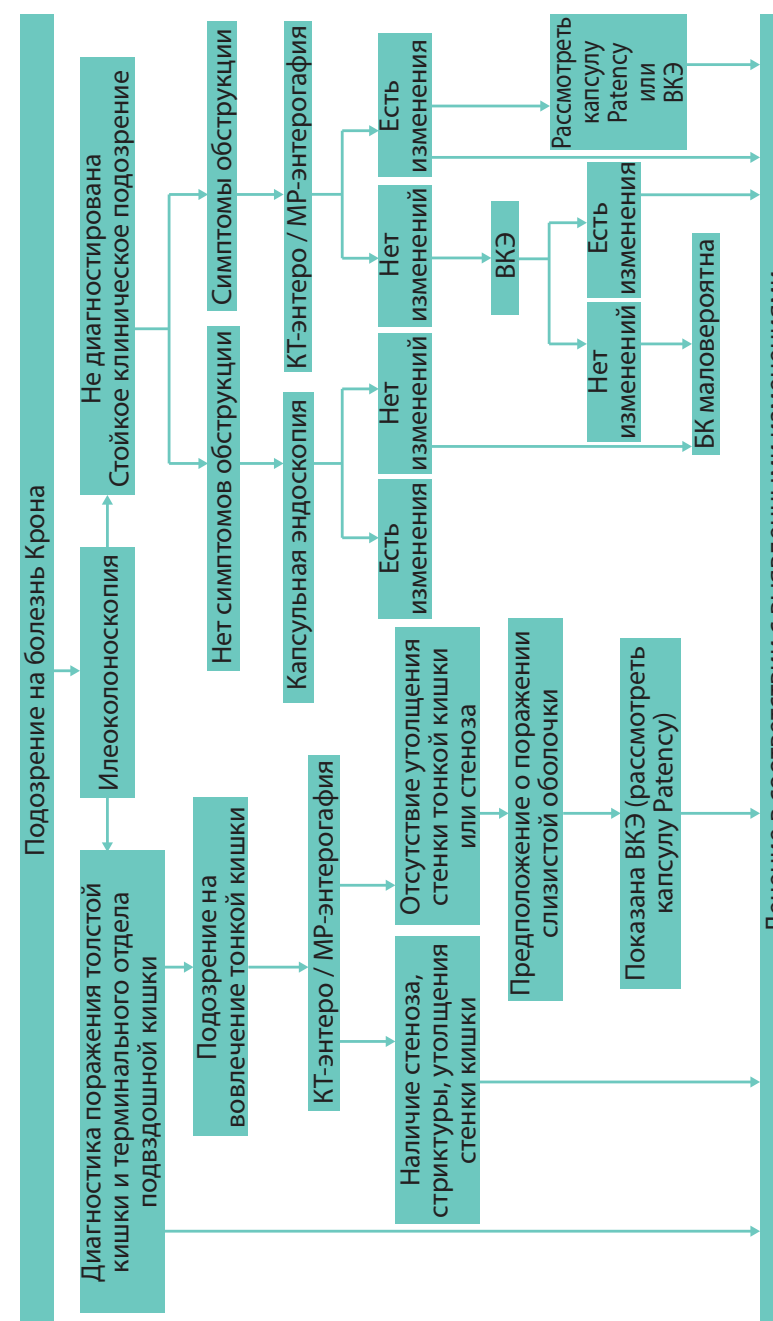 Подозрение на болезнь Крона
Илеоколоноскопия
Диагностика поражения толстой
кишки и терминального отдела
подвздошной кишки
Не диагностирована
Стойкое клиническое подозрение
Подозрение на
вовлечение тонкой кишки
КТ-энтеро / МР-энтерогафия
Наличие стеноза,
стриктуры, утолщения
стенки кишки
Отсутствие утолщения
стенки тонкой кишки
или стеноза
Предположение о поражении
слизистой оболочки
Показана ВКЭ (рассмотреть
капсулу Patency)
Нет симптомов обструкции
Капсульная эндоскопия
Есть
изменения
Нет
изменений
Симптомы обструкции
КТ-энтеро / МР-энтерогафия
Нет
изменений
Есть
изменения
ВКЭ
Нет
изменений
Есть
изменения
БК маловероятна
Рассмотреть
капсулу
Patency
или
ВКЭ